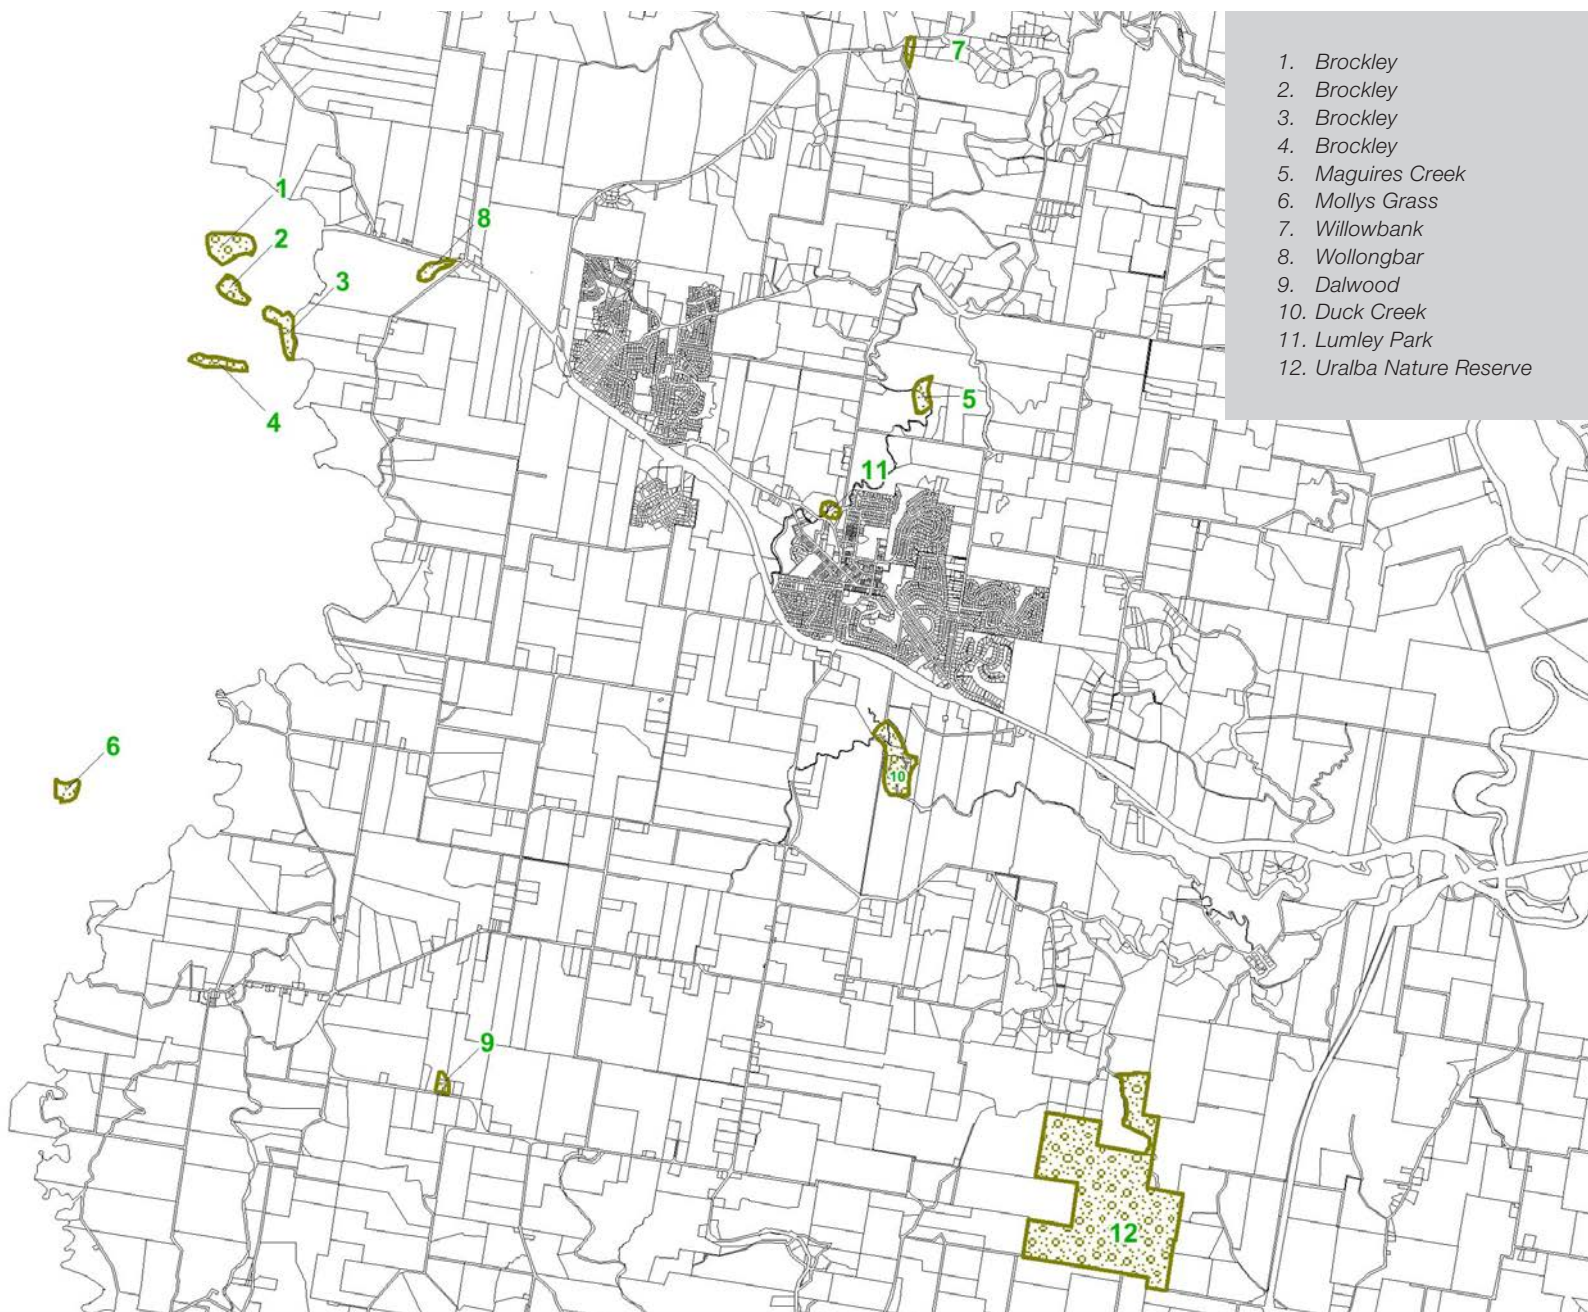 1. Brockley
2. Brockley
3. Brockley
4. Brockley
5. Maguires Creek
6. Mollys Grass
7. Willowbank
8. Wollongbar
9. Dalwood
10. Duck Creek
11. Lumley Park
12. Uralba Nature Reserve
7
1
8
2
3
5
4
11
6
10
9
12